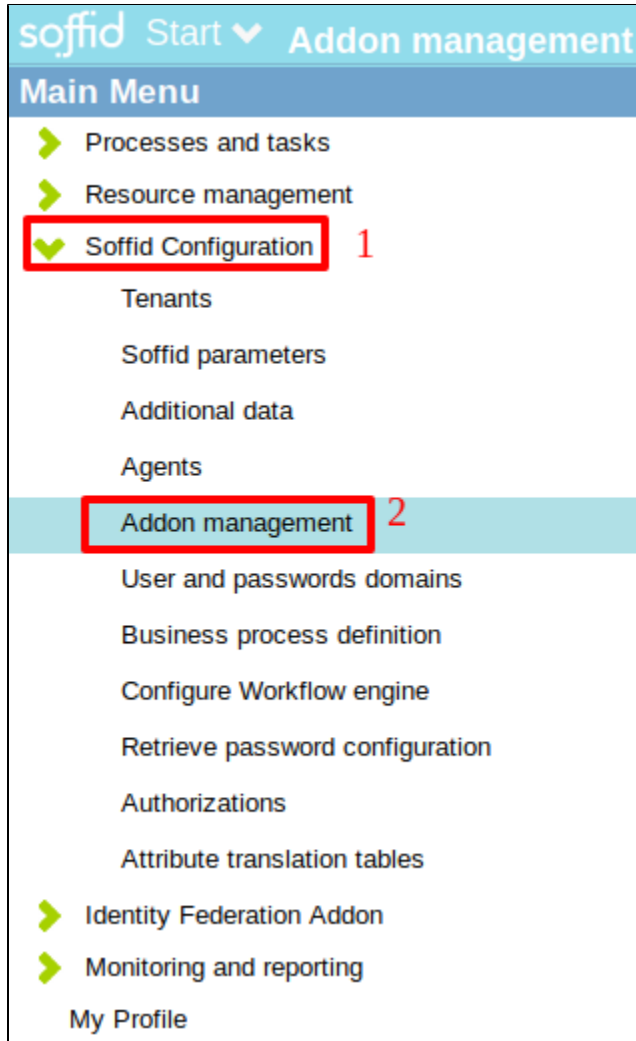 soffid Start Addon management
Main Menu
Processes and tasks
Resource management
Soffid Configuration 1
Tenants
Soffid parameters
Additional data
Agents
Addon management 2
User and passwords domains
Business process definition
Configure Workflow engine
Retrieve password configuration
Authorizations
Attribute translation tables
Identity Federation Addon
Monitoring and reporting
My Profile